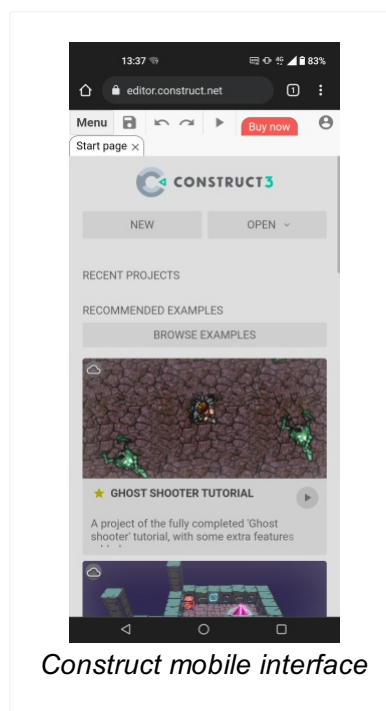 13:37 83%
editor.construct.net 1
Menu Buy now
Start page ×
CONSTRUCT3
NEW OPEN
RECENT PROJECTS
RECOMMENDED EXAMPLES
BROWSE EXAMPLES
GHOST SHOOTER TUTORIAL
A project of the fully completed 'Ghost
shooter' tutorial, with some extra features
Construct mobile interface